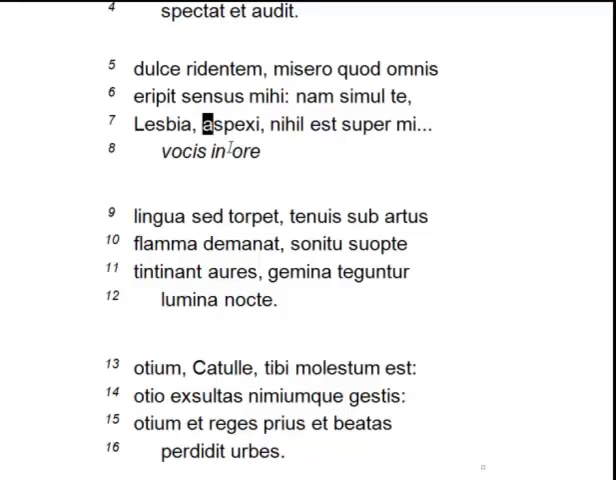 4 spectat et audit.
5 dulce ridentem, misero quod omnis
6 eripit sensus mihi: nam simul te,
7 Lesbia, aspexi, nihil est super mi...
8 vocis in ore
9 lingua sed torpet, tenuis sub artus
10 flamma demanat, sonitu suopte
11 tintinant aures, gemina teguntur
12 lumina nocte.
13 otium, Catulle, tibi molestum est:
14 otio exsultas nimiumque gestis:
15 otium et reges prius et beatas
16 perdidit urbes.